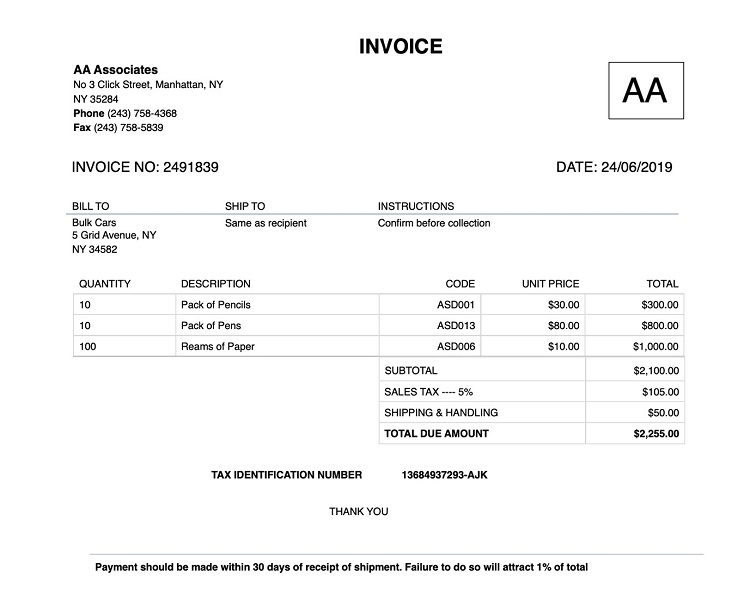 INVOICE
AA Associates
No 3 Click Street, Manhattan, NY
NY 35284
Phone (243) 758-4368
Fax (243) 758-5839
AA
INVOICE NO: 2491839 DATE: 24/06/2019
BILL TO SHIP TO INSTRUCTIONS
Bulk Cars Same as recipient Confirm before collection
5 Grid Avenue, NY
NY 34582
QUANTITY DESCRIPTION CODE UNIT PRICE TOTAL
10 Pack of Pencils ASD001 $30.00 $300.00
10 Pack of Pens ASD013 $80.00 $800.00
100 Reams of Paper ASD006 $10.00 $1,000.00
SUBTOTAL $2,100.00
SALES TAX ---- 5% $105.00
SHIPPING & HANDLING $50.00
TOTAL DUE AMOUNT $2,255.00
TAX IDENTIFICATION NUMBER 13684937293-AJK
THANK YOU
Payment should be made within 30 days of receipt of shipment. Failure to do so will attract 1% of total